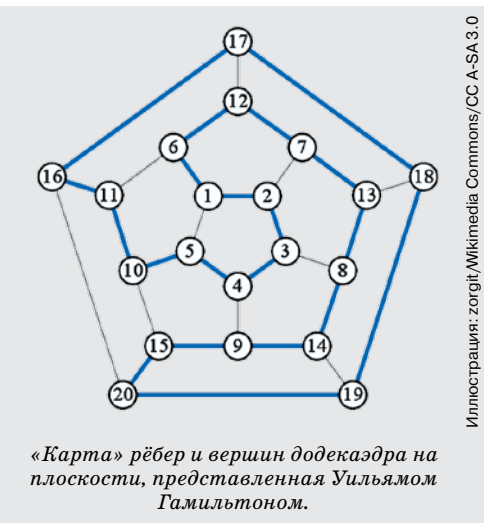 17
12
6 7
16 18
11 1 2 13
5 3
10 8
4
15 9 14
20 19
«Карта» рёбер и вершин додекаэдра на
плоскости, представленная Уильямом
Гамильтоном.
Иллюстрация: zorgit/Wikimedia Commons/CC A-SA 3.0